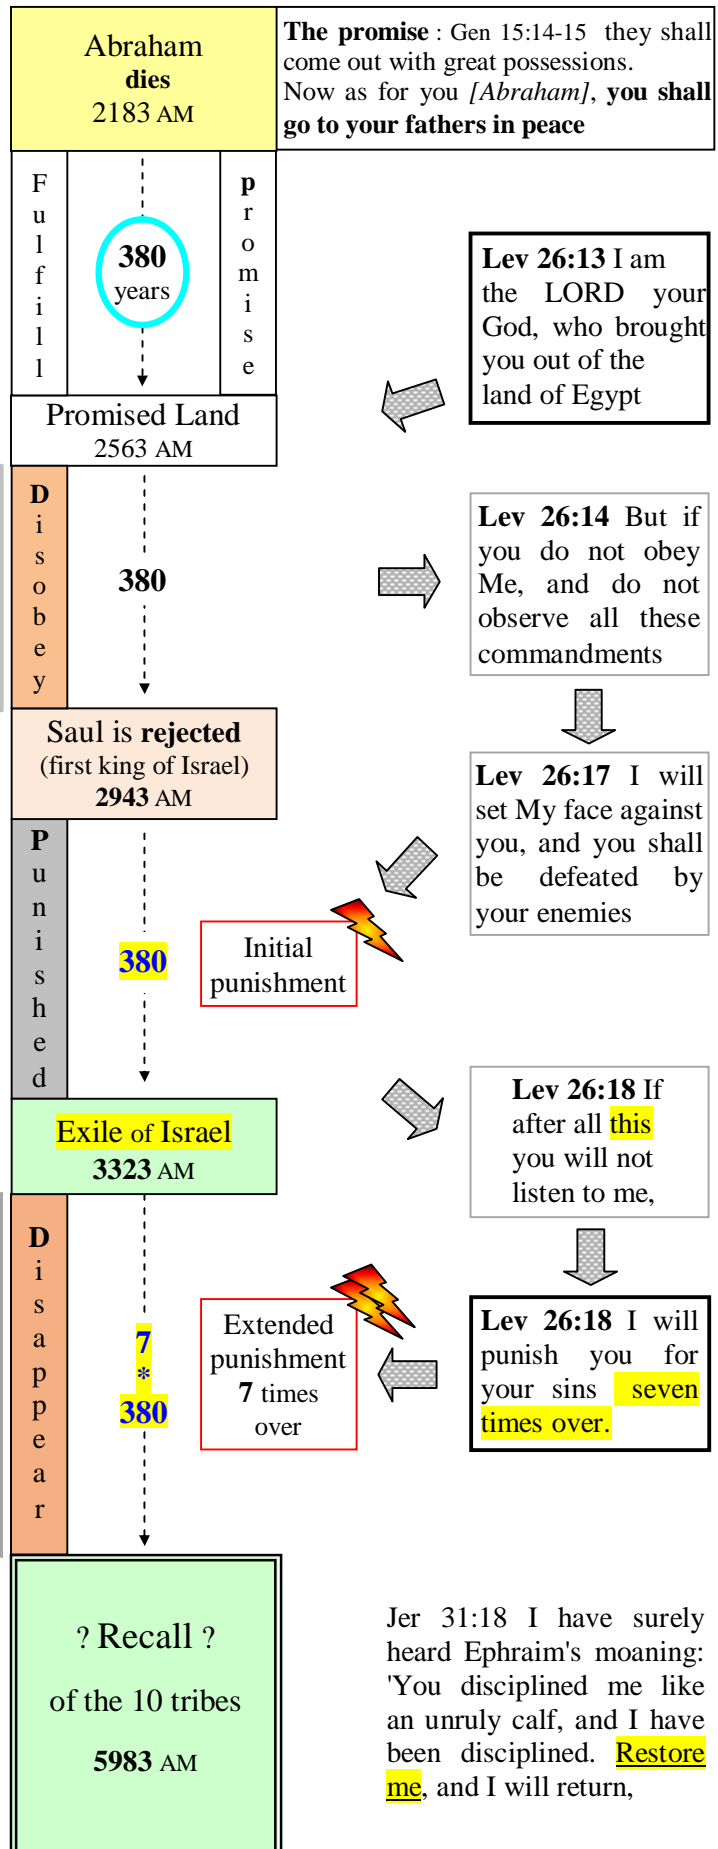 Abraham
dies
2183 AM
The promise : Gen 15:14-15 they shall
come out with great possessions.
Now as for you [Abraham], you shall
go to your fathers in peace
Fulfill
promise
380
years
Lev 26:13 I am
the LORD your
God, who brought
you out of the
land of Egypt
Promised Land
2563 AM
Disobey
380
Lev 26:14 But if
you do not obey
Me, and do not
observe all these
commandments
Saul is rejected
(first king of Israel)
2943 AM
Lev 26:17 I will
set My face against
you, and you shall
be defeated by
your enemies
Punished
380
Initial
punishment
Exile of Israel
3323 AM
Lev 26:18 If
after all this
you will not
listen to me,
Disappear
7
*
380
Extended
punishment
7 times
over
Lev 26:18 I will
punish you for
your sins seven
times over.
? Recall ?
of the 10 tribes
5983 AM
Jer 31:18 I have surely
heard Ephraim's moaning:
'You disciplined me like
an unruly calf, and I have
been disciplined. Restore
me, and I will return,